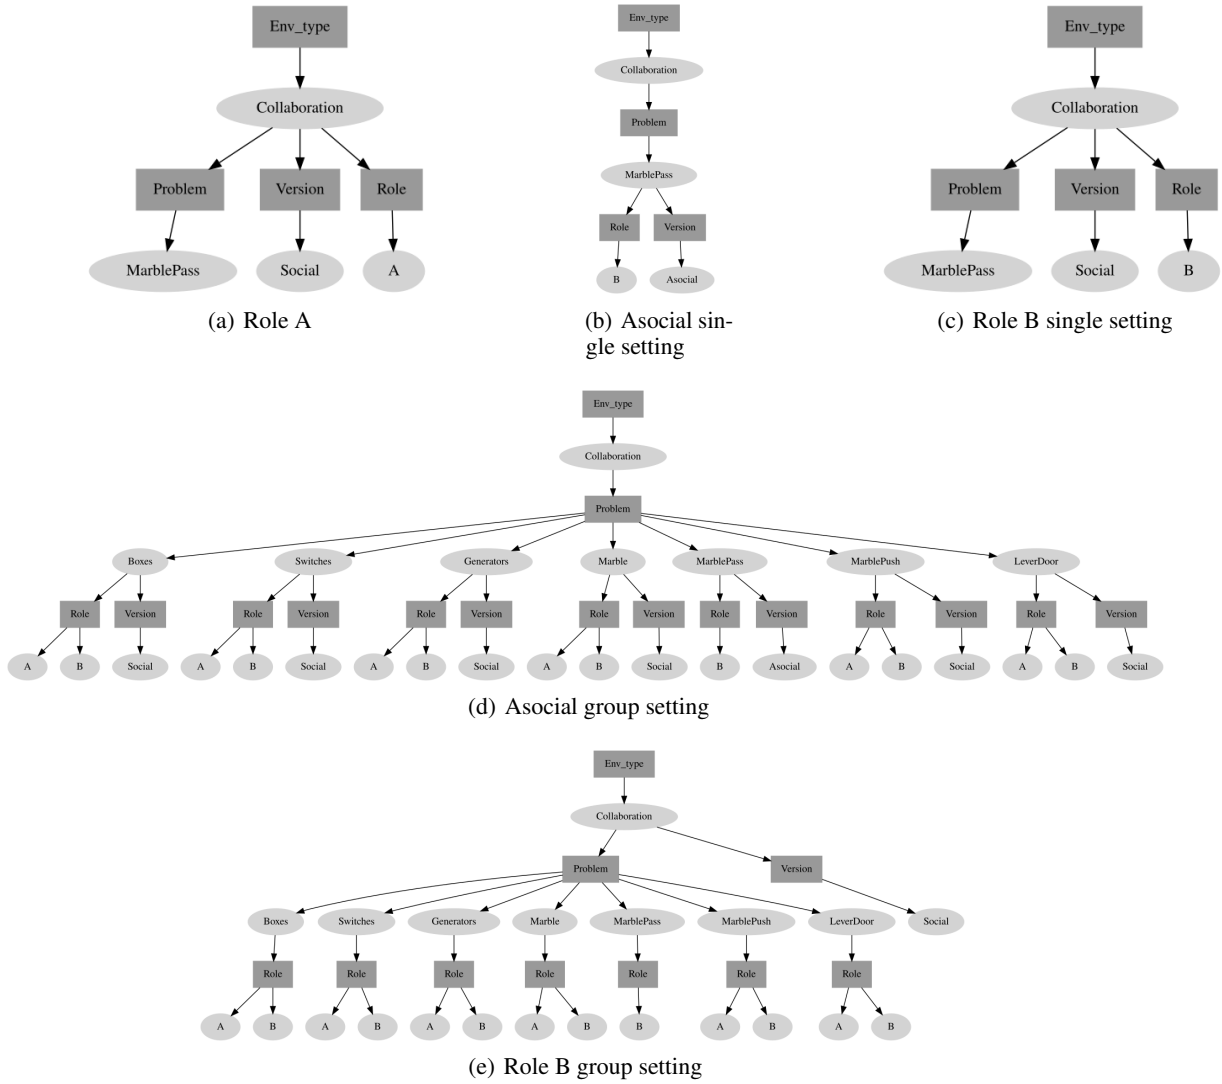 Env_type
Collaboration
Problem Version Role
MarblePass Social A
(a) Role A
Env_type
Collaboration
Problem
MarblePass
Role Version
B Asocial
(b) Asocial sin-
gle setting
Env_type
Collaboration
Problem Version Role
MarblePass Social B
(c) Role B single setting
Env_type
Collaboration
Problem
Boxes Switches Generators Marble MarblePass MarblePush LeverDoor
Role Version Role Version Role Version Role Version Role Version Role Version Role Version
A B Social A B Social A B Social A B Social B Asocial A B Social A B Social
(d) Asocial group setting
Env_type
Collaboration
Problem Version
Boxes Switches Generators Marble MarblePass MarblePush LeverDoor Social
Role Role Role Role Role Role Role
A B A B A B A B B A B A B
(e) Role B group setting